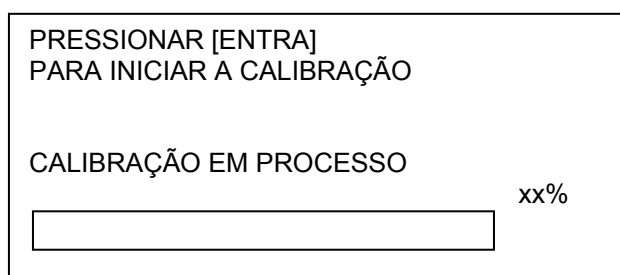 PRESSIONAR [ENTRA]
PARA INICIAR A CALIBRAÇÃO
CALIBRAÇÃO EM PROCESSO
xx%